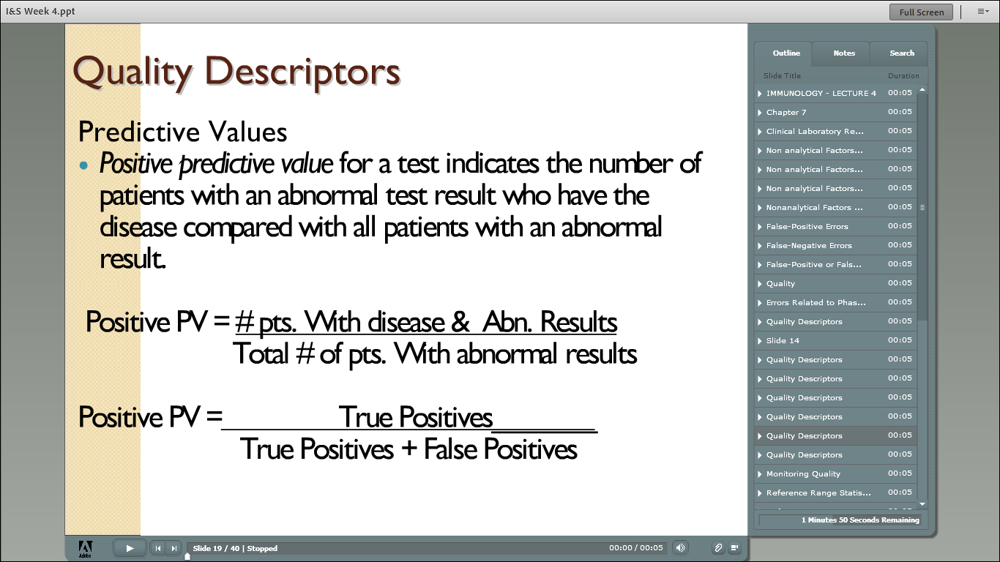 I&S Week 4.ppt
Full Screen
Quality Descriptors
Predictive Values
• Positive predictive value for a test indicates the number of
patients with an abnormal test result who have the
disease compared with all patients with an abnormal
result.
Positive PV = # pts. With disease & Abn. Results
Total # of pts. With abnormal results
Positive PV = True Positives
True Positives + False Positives
Outline Notes Search
Slide Title Duration
IMMUNOLOGY - LECTURE 4 00:05
Chapter 7 00:05
Clinical Laboratory Re... 00:05
Non analytical Factors... 00:05
Non analytical Factors... 00:05
Non analytical Factors... 00:05
Nonanalytical Factors ... 00:05
False-Positive Errors 00:05
False-Negative Errors 00:05
False-Positive or Fals... 00:05
Quality 00:05
Errors Related to Phas... 00:05
Quality Descriptors 00:05
Slide 14 00:05
Quality Descriptors 00:05
Quality Descriptors 00:05
Quality Descriptors 00:05
Quality Descriptors 00:05
Quality Descriptors 00:05
Quality Descriptors 00:05
Monitoring Quality 00:05
Reference Range Statis... 00:05
1 Minutes 50 Seconds Remaining
Adobe
Slide 19 / 40 | Stopped 00:00 / 00:05